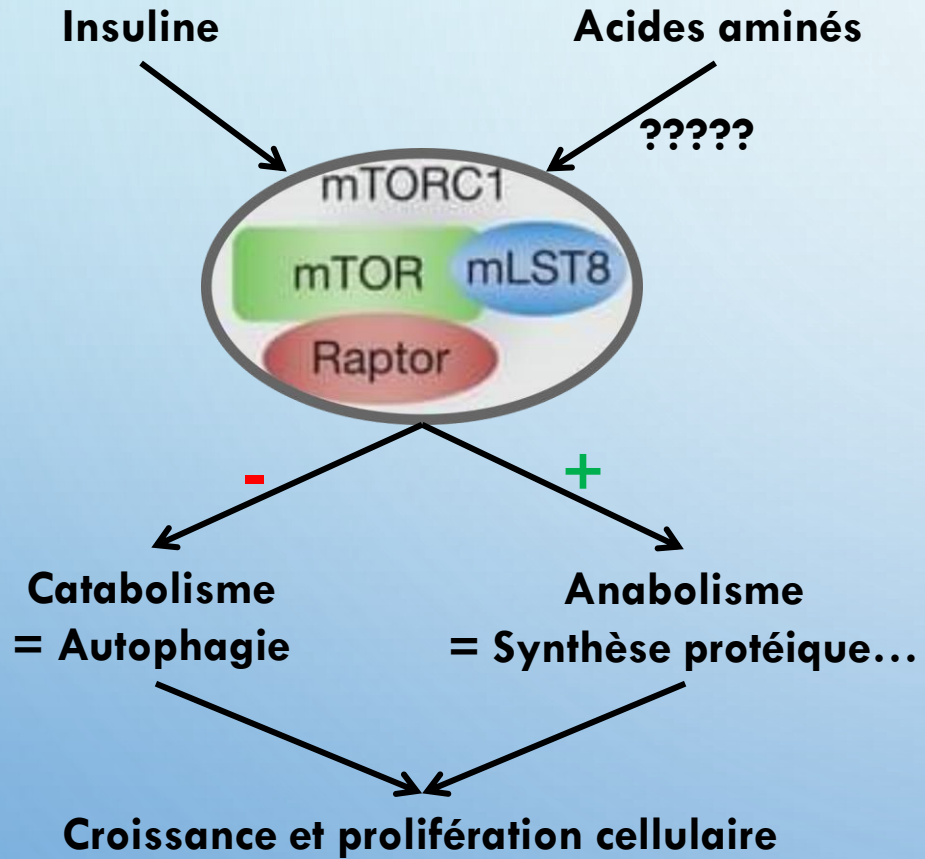 Insuline
Acides aminés
?????
mTORC1
mTOR
mLST8
Raptor
-
+
Catabolisme
= Autophagie
Anabolisme
= Synthèse protéique...
Croissance et prolifération cellulaire